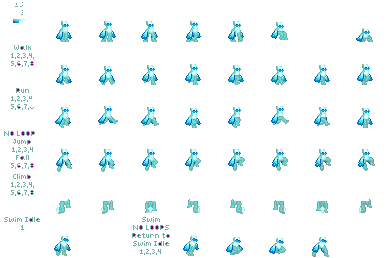 Walk
1,2,3,4,
5,6,7,8
Run
1,2,3,4
5,6,7,
NO LOOP
Jump
1,2,3,4
Fall
5,6,7,8
Climb
1,2,3,4,
5,6,7,8
Swim Idle
1
Swim
NO LOOPS
Return to
Swim Idle
1,2,3,4